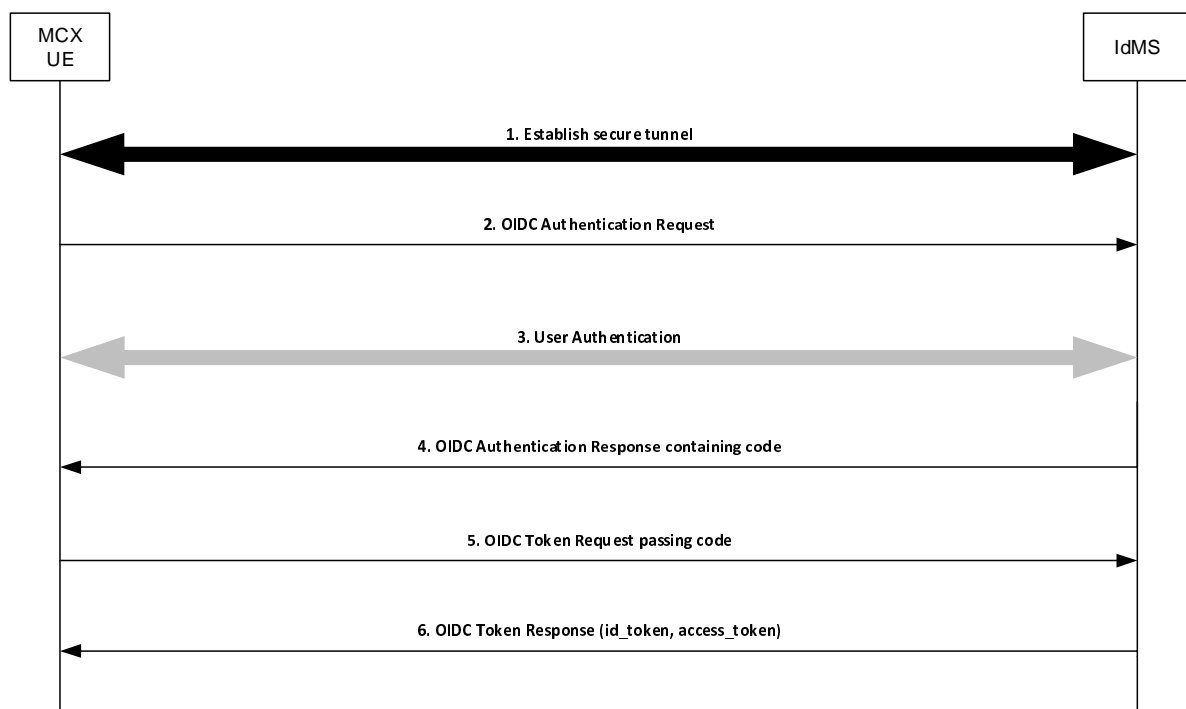 MCX
UE
IdMS
1. Establish secure tunnel
2. OIDC Authentication Request
3. User Authentication
4. OIDC Authentication Response containing code
5. OIDC Token Request passing code
6. OIDC Token Response (id_token, access_token)